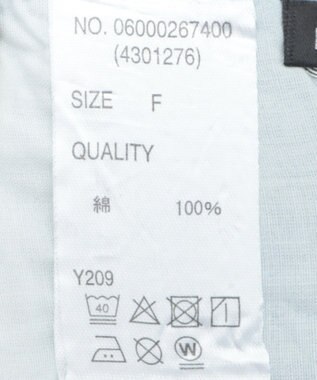 NO. 06000267400
(4301276)
SIZE F
QUALITY
綿 100%
Y209
40
W